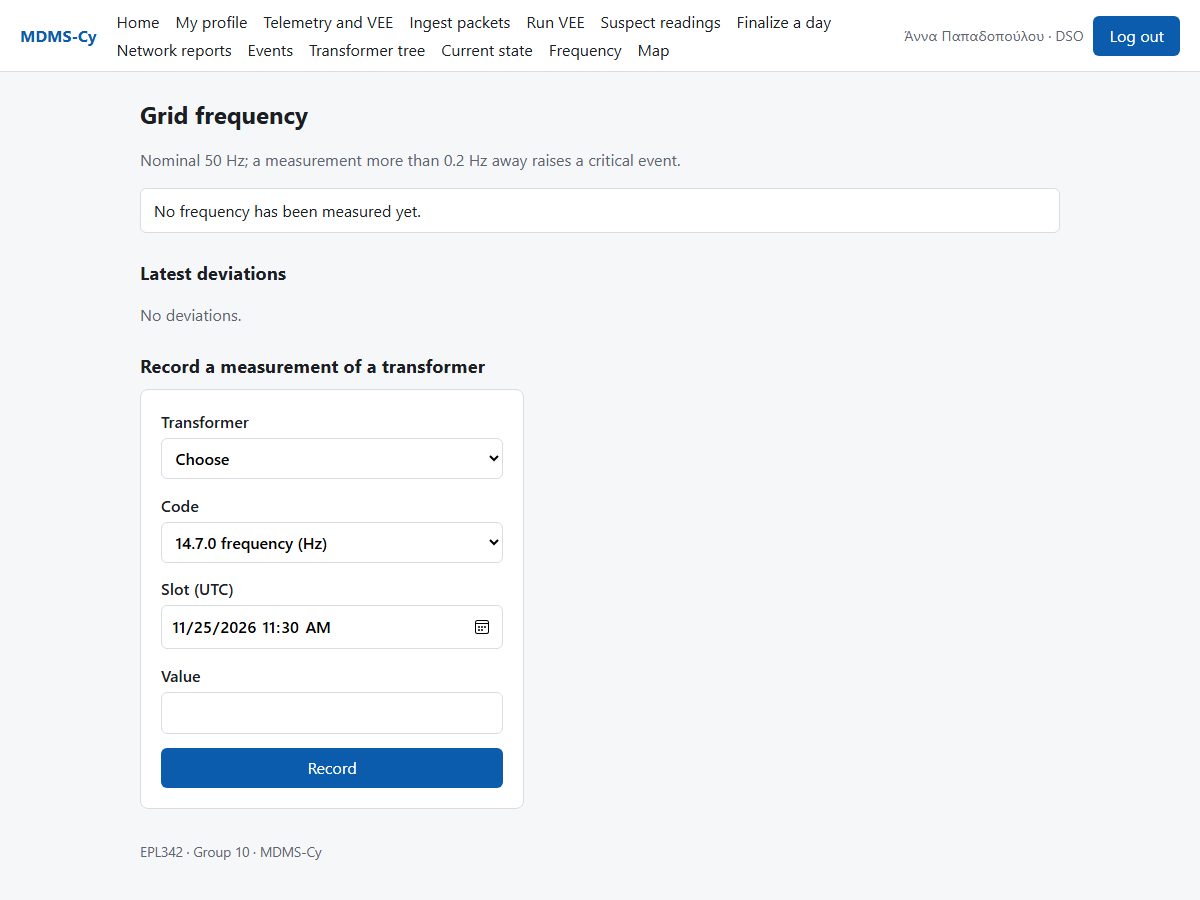 MDMS-Cy
Home My profile Telemetry and VEE Ingest packets Run VEE Suspect readings Finalize a day
Network reports Events Transformer tree Current state Frequency Map
Άννα Παπαδοπούλου · DSO
Log out
Grid frequency
Nominal 50 Hz; a measurement more than 0.2 Hz away raises a critical event.
No frequency has been measured yet.
Latest deviations
No deviations.
Record a measurement of a transformer
Transformer
Choose
Code
14.7.0 frequency (Hz)
Slot (UTC)
11/25/2026 11:30 AM
Value
Record
EPL342 · Group 10 · MDMS-Cy